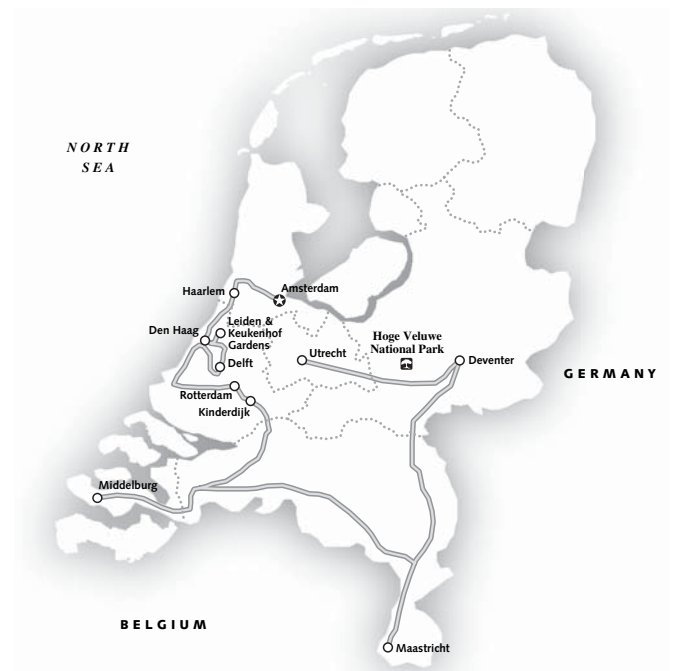 NORTH
SEA
Amsterdam
Haarlem
Leiden &
Keukenhof
Gardens
Den Haag
Hoge Veluwe
National Park
Utrecht
Deventer
Delft
GERMANY
Rotterdam
Kinderdijk
Middelburg
BELGIUM
Maastricht